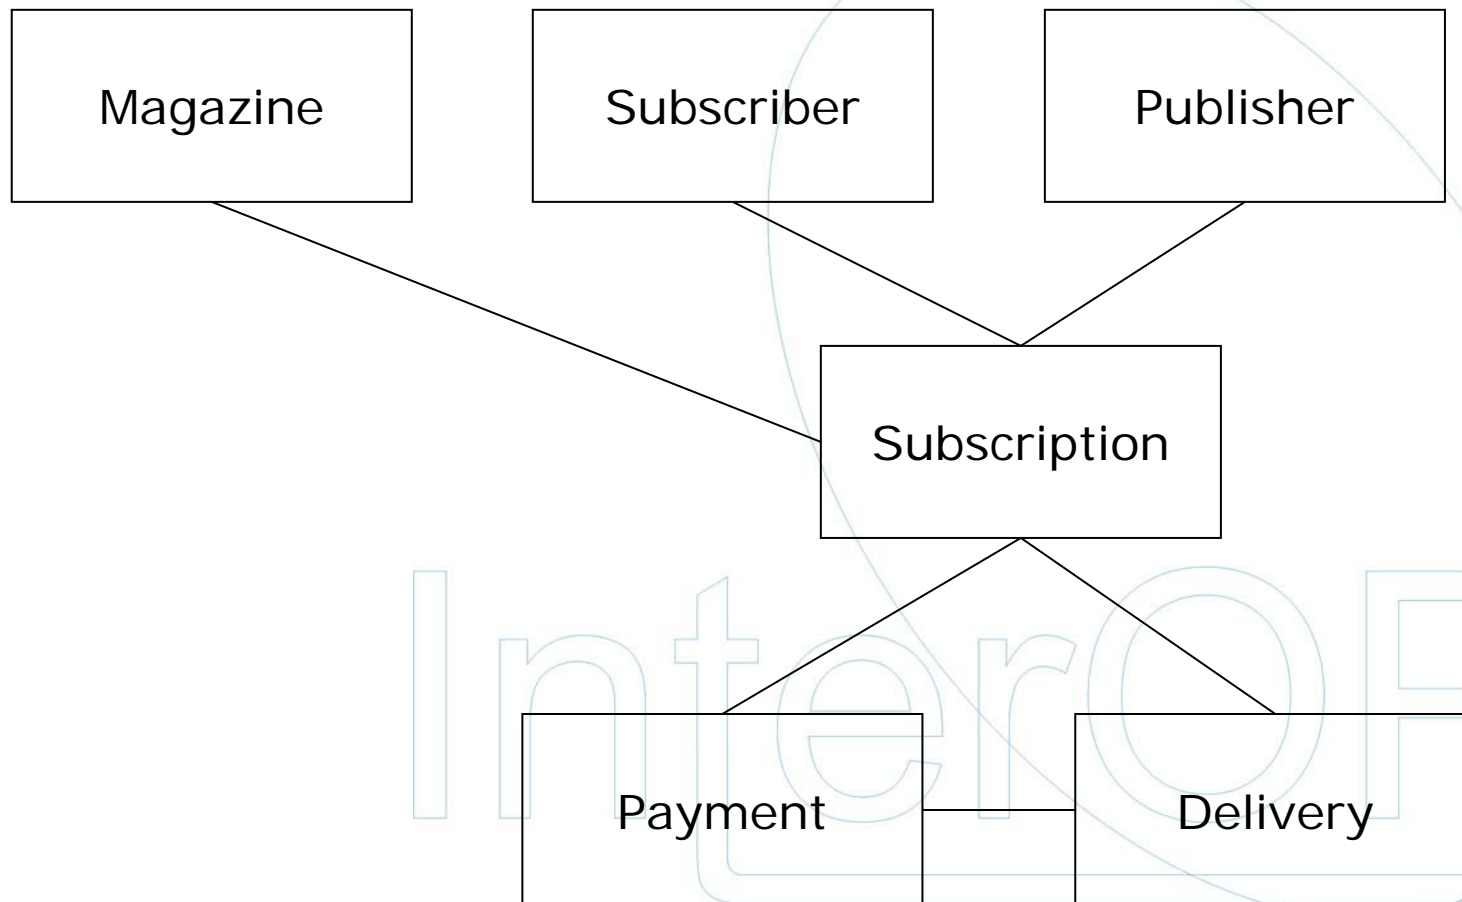 Magazine
Subscriber
Publisher
Subscription
InterOP
Payment
Delivery